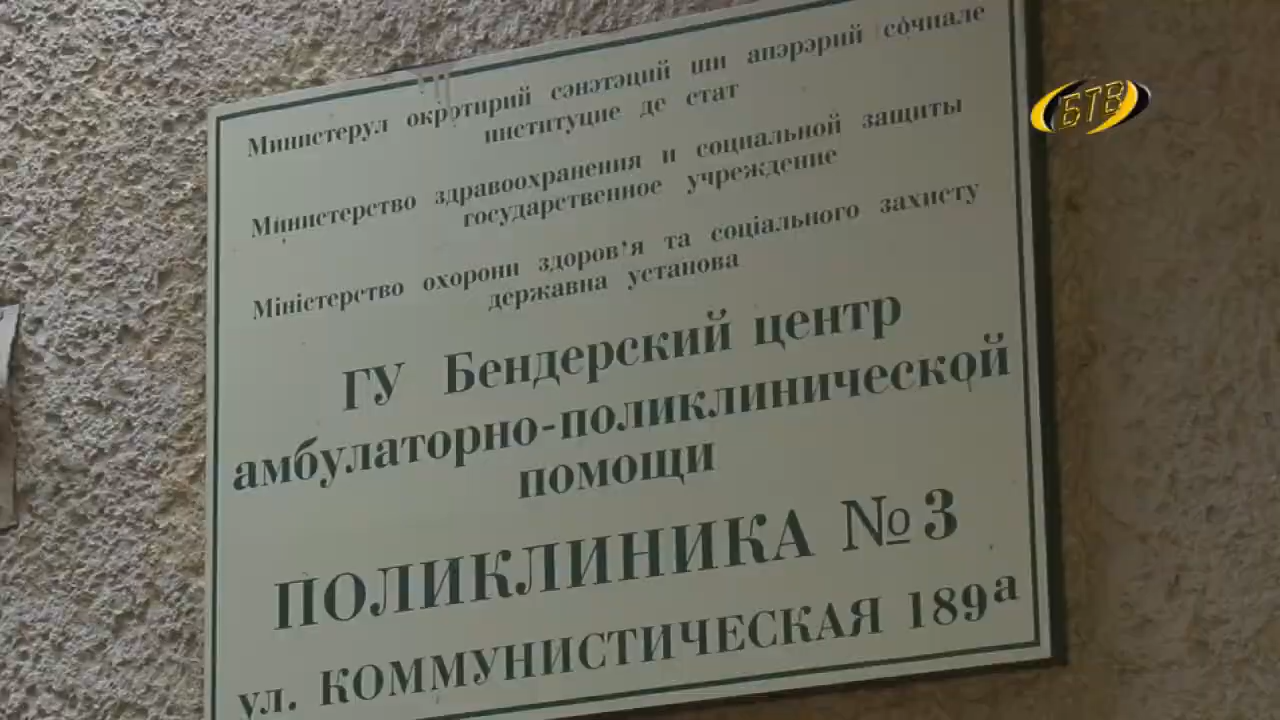 Министерул окротирий сэнэтэций ши апэрэрий сочиале
институцие де стат
Министерство здравоохранения и социальной защиты
государственное учреждение
Міністерство охорони здоров'я та соціального захисту
державна установа
ГУ Бендерский центр
амбулаторно-поликлинической
помощи
ПОЛИКЛИНИКА №3
ул. КОММУНИСТИЧЕСКАЯ 189а
БТВ